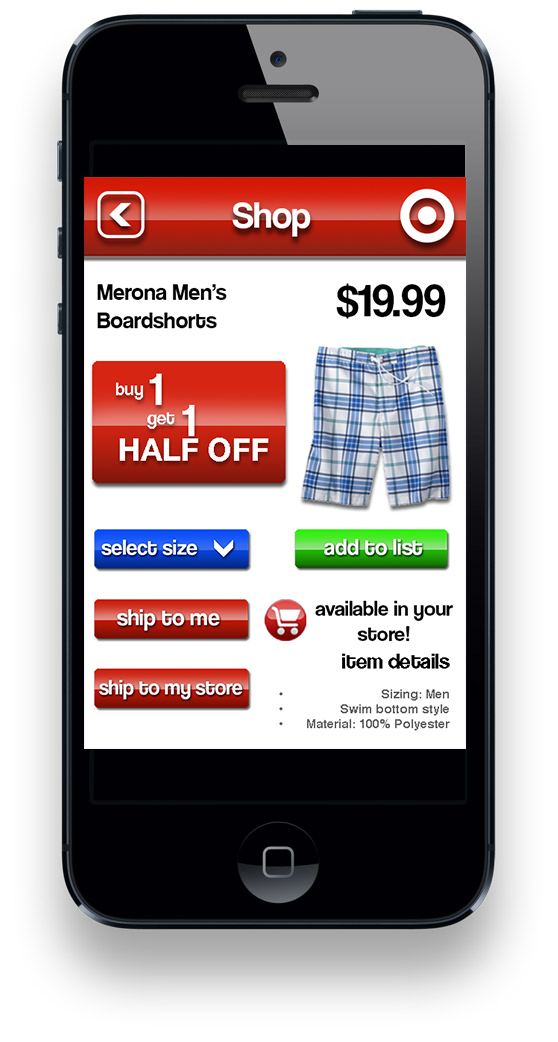 Shop
Merona Men's
Boardshorts
$19.99
buy 1
get 1
HALF OFF
select size
add to list
ship to me
available in your
store!
item details
ship to my store
• Sizing: Men
• Swim bottom style
• Material: 100% Polyester